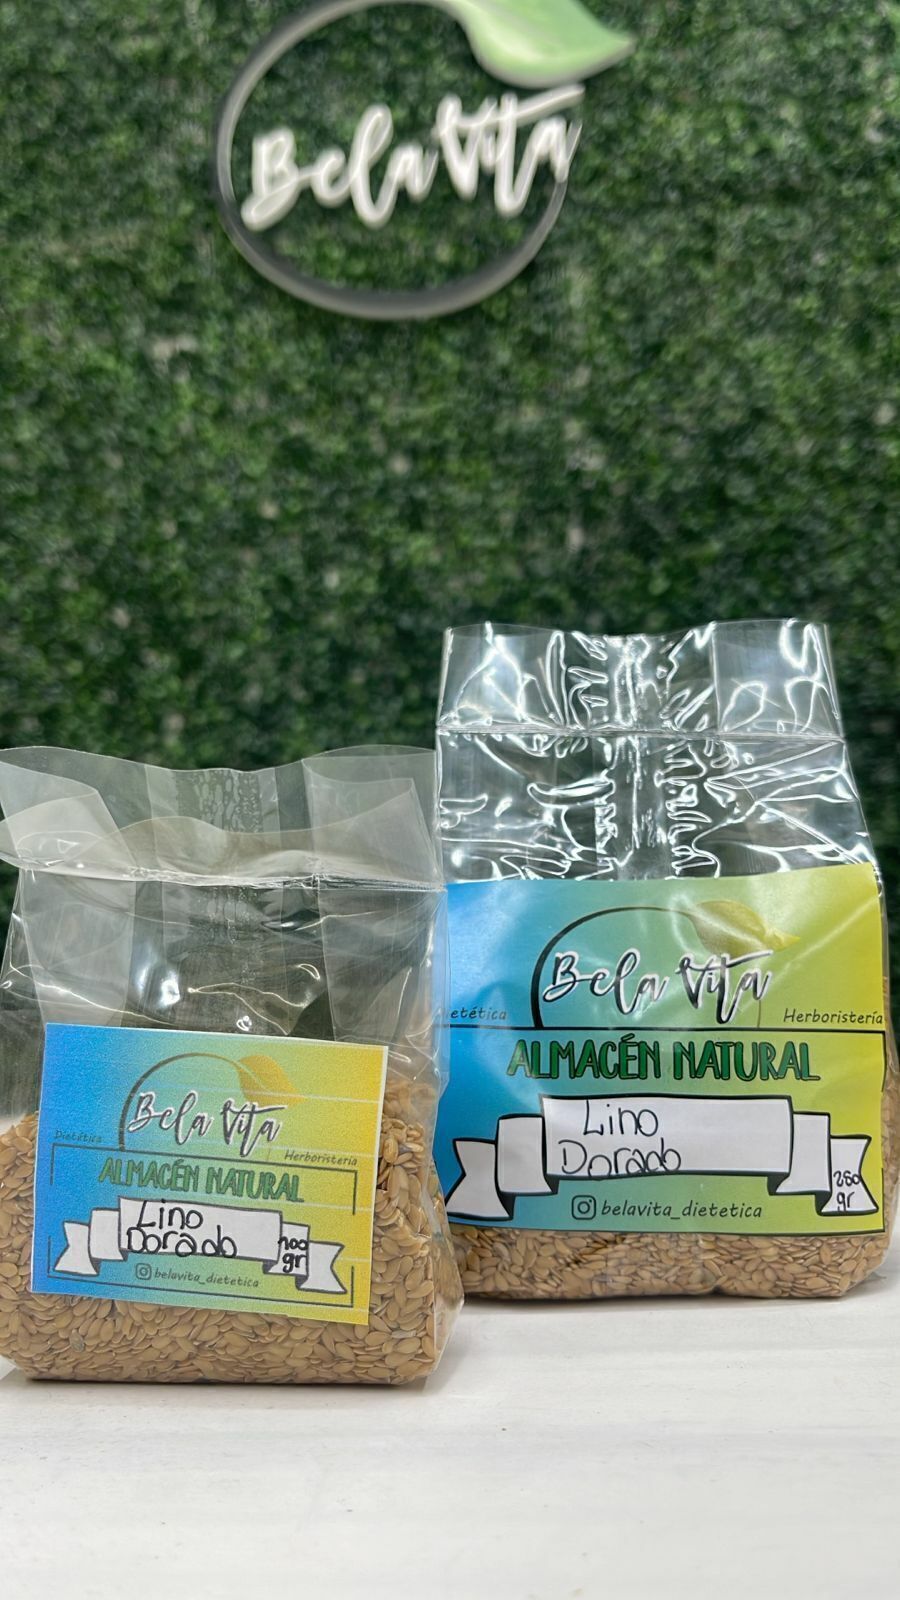 Bela Vita
Bela Vita
Dietética
Herboristería
ALMACÉN NATURAL
Lino
Dorado
100
gr
belavita_dietetica
Bela Vita
etética
Herboristería
ALMACÉN NATURAL
Lino
Dorado
250
gr
belavita_dietetica